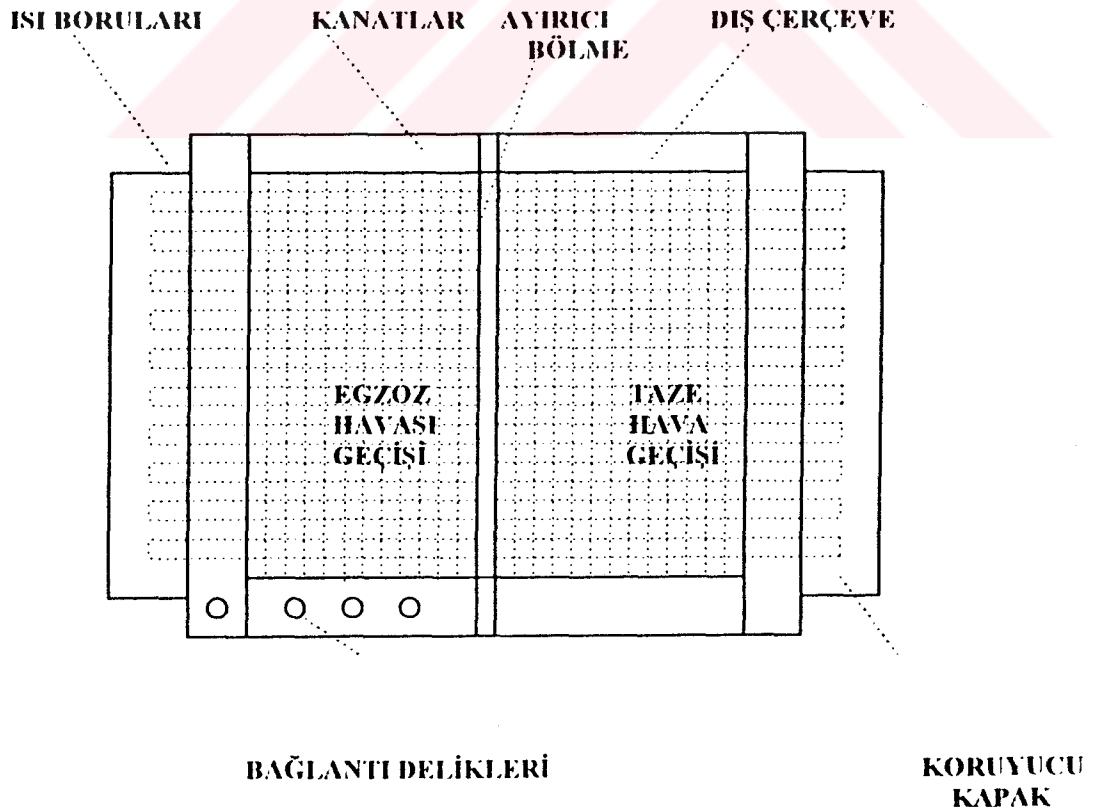 ISI BORULARI
KANATLAR
AYIRICI
BÖLME
DIŞ ÇERÇEVE
EGZOZ
HAVASI
GEÇİŞİ
TAZE
HAVA
GEÇİŞİ
BAĞLANTI DELİKLERİ
KORUYUCU
KAPAK